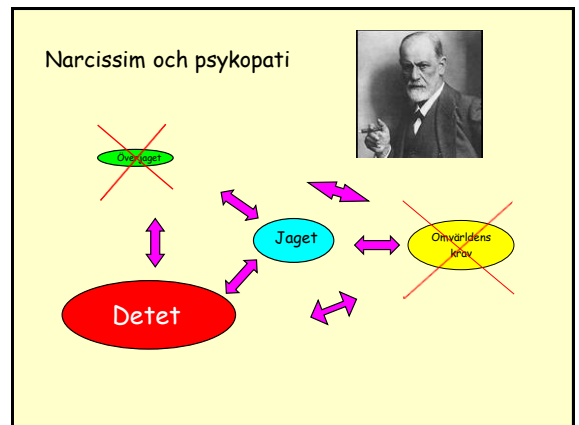 Narcissim och psykopati
Överjaget
Jaget
Omvärldens
krav
Detet